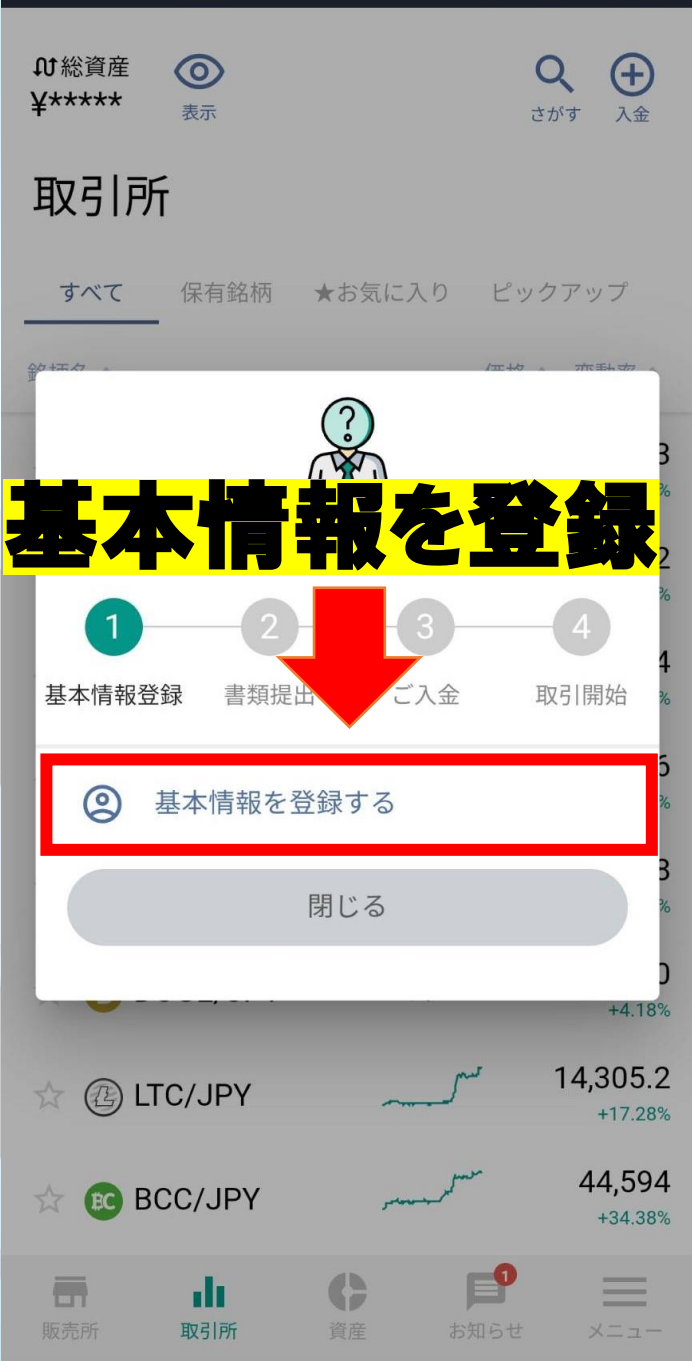 総資産
¥*****
表示
さがす
入金
取引所
すべて 保有銘柄 ★お気に入り ピックアップ
?
基本情報を登録
1 2 3 4
基本情報登録 書類提出 ご入金 取引開始
基本情報を登録する
閉じる
+4.18%
LTC/JPY 14,305.2
+17.28%
BCC/JPY 44,594
+34.38%
1
販売所 取引所 資産 お知らせ メニュー